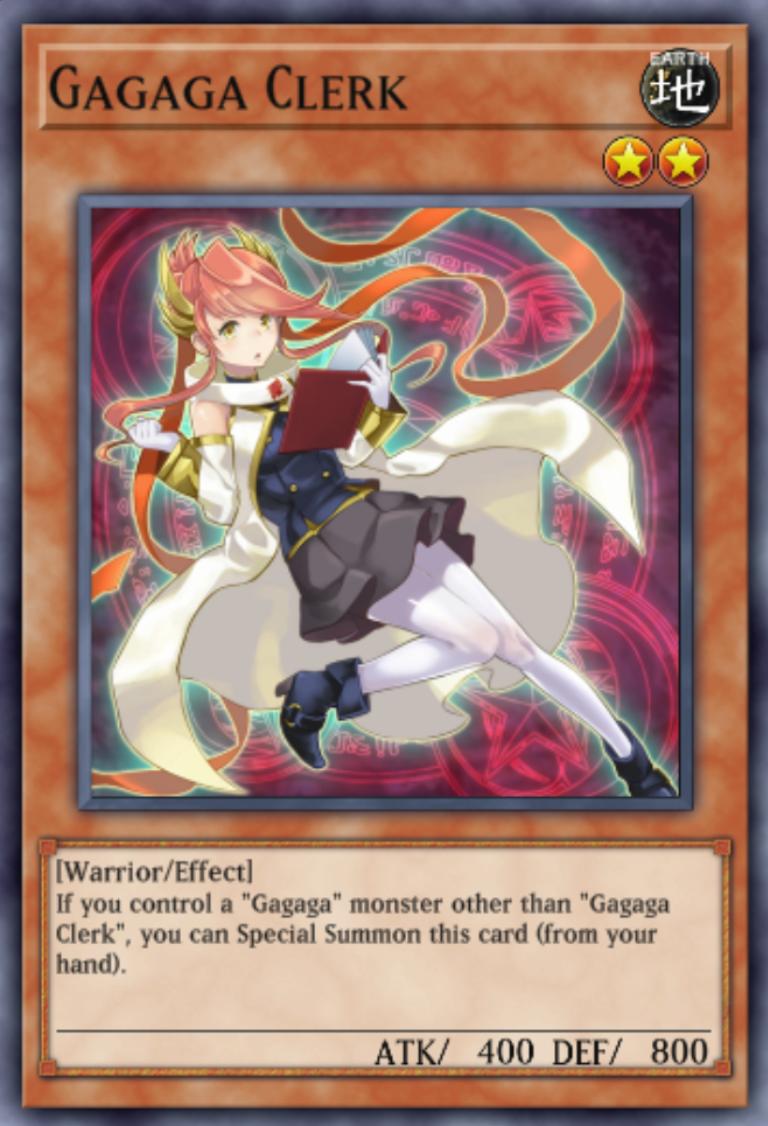 Gagaga Clerk
EARTH
地
[Warrior/Effect]
If you control a "Gagaga" monster other than "Gagaga
Clerk", you can Special Summon this card (from your
hand).
ATK/ 400 DEF/ 800